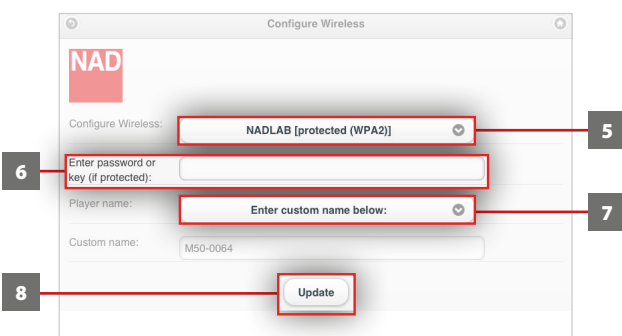 Configure Wireless
NAD
Configure Wireless:
NADLAB [protected (WPA2)]
5
6
Enter password or
key (if protected):
Player name:
Enter custom name below:
7
Custom name:
M50-0064
8
Update